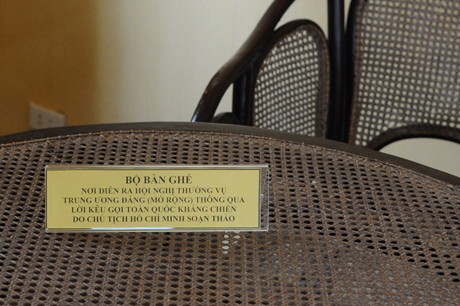 BỘ BÀN GHẾ
NƠI DIỄN RA HỘI NGHỊ THƯỜNG VỤ
TRUNG ƯƠNG ĐẢNG (MỞ RỘNG) THÔNG QUA
LỜI KÊU GỌI TOÀN QUỐC KHÁNG CHIẾN
DO CHỦ TỊCH HỒ CHÍ MINH SOẠN THẢO